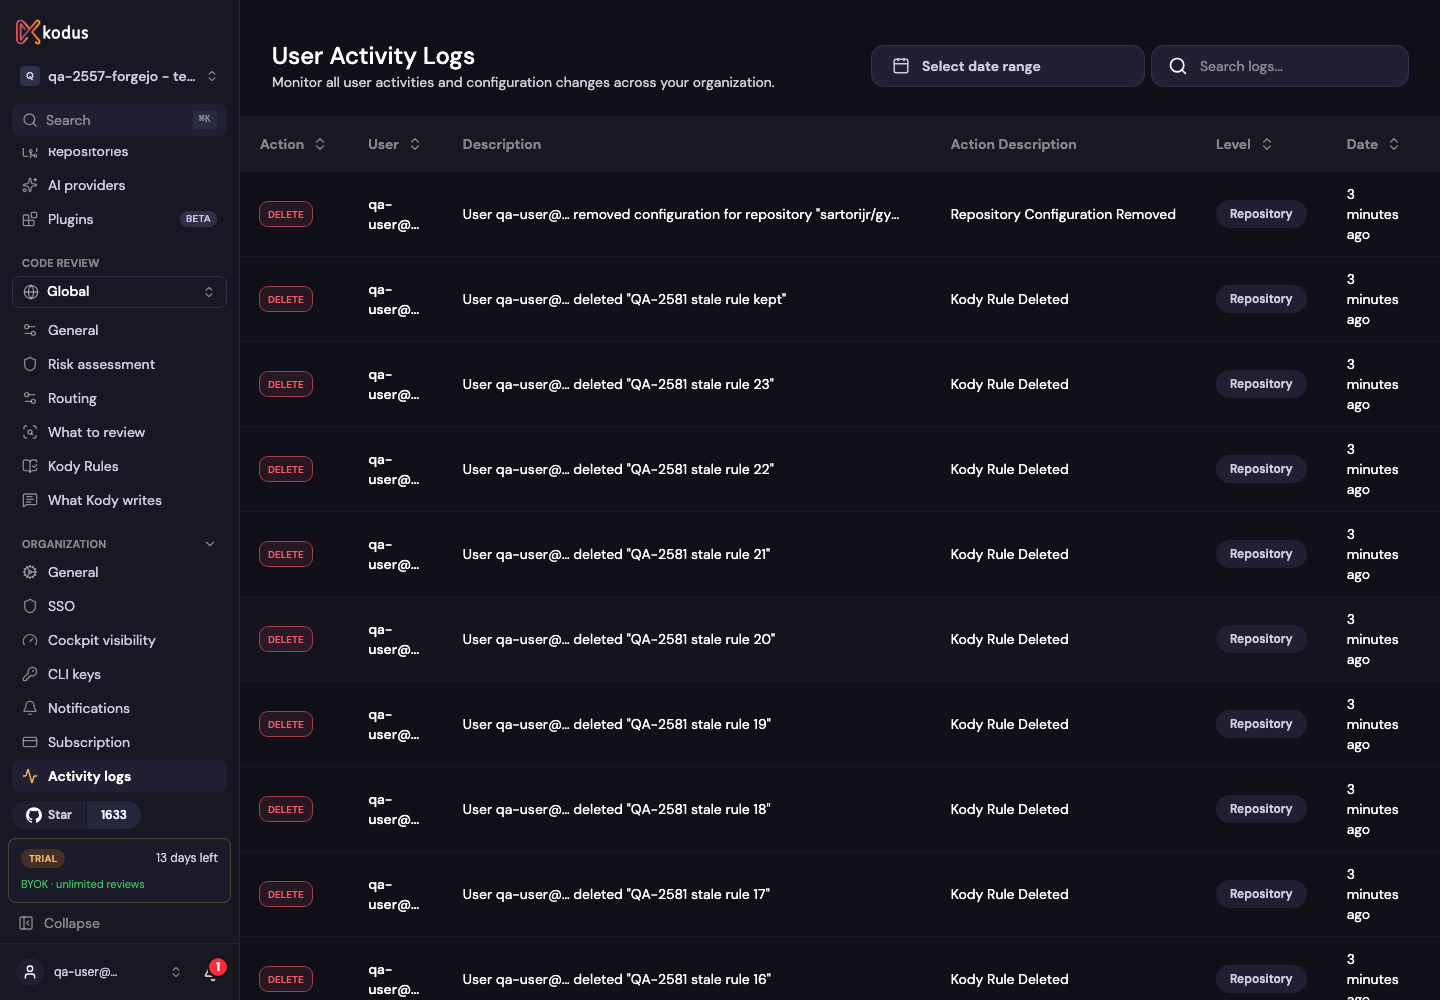 kodus
Q qa-2557-forgejo - te...
Search ⌘K
Repositories
AI providers
Plugins BETA
CODE REVIEW
Global
General
Risk assessment
Routing
What to review
Kody Rules
What Kody writes
ORGANIZATION
General
SSO
Cockpit visibility
CLI keys
Notifications
Subscription
Activity logs
Star 1633
TRIAL 13 days left
BYOK · unlimited reviews
Collapse
qa-user@... 1
User Activity Logs
Monitor all user activities and configuration changes across your organization.
Select date range
Search logs...
Action User Description Action Description Level Date
DELETE qa-user@... User qa-user@... removed configuration for repository "sartorijr/gy... Repository Configuration Removed Repository 3 minutes ago
DELETE qa-user@... User qa-user@... deleted "QA-2581 stale rule kept" Kody Rule Deleted Repository 3 minutes ago
DELETE qa-user@... User qa-user@... deleted "QA-2581 stale rule 23" Kody Rule Deleted Repository 3 minutes ago
DELETE qa-user@... User qa-user@... deleted "QA-2581 stale rule 22" Kody Rule Deleted Repository 3 minutes ago
DELETE qa-user@... User qa-user@... deleted "QA-2581 stale rule 21" Kody Rule Deleted Repository 3 minutes ago
DELETE qa-user@... User qa-user@... deleted "QA-2581 stale rule 20" Kody Rule Deleted Repository 3 minutes ago
DELETE qa-user@... User qa-user@... deleted "QA-2581 stale rule 19" Kody Rule Deleted Repository 3 minutes ago
DELETE qa-user@... User qa-user@... deleted "QA-2581 stale rule 18" Kody Rule Deleted Repository 3 minutes ago
DELETE qa-user@... User qa-user@... deleted "QA-2581 stale rule 17" Kody Rule Deleted Repository 3 minutes ago
DELETE qa-user@... User qa-user@... deleted "QA-2581 stale rule 16" Kody Rule Deleted Repository 3 minutes ago